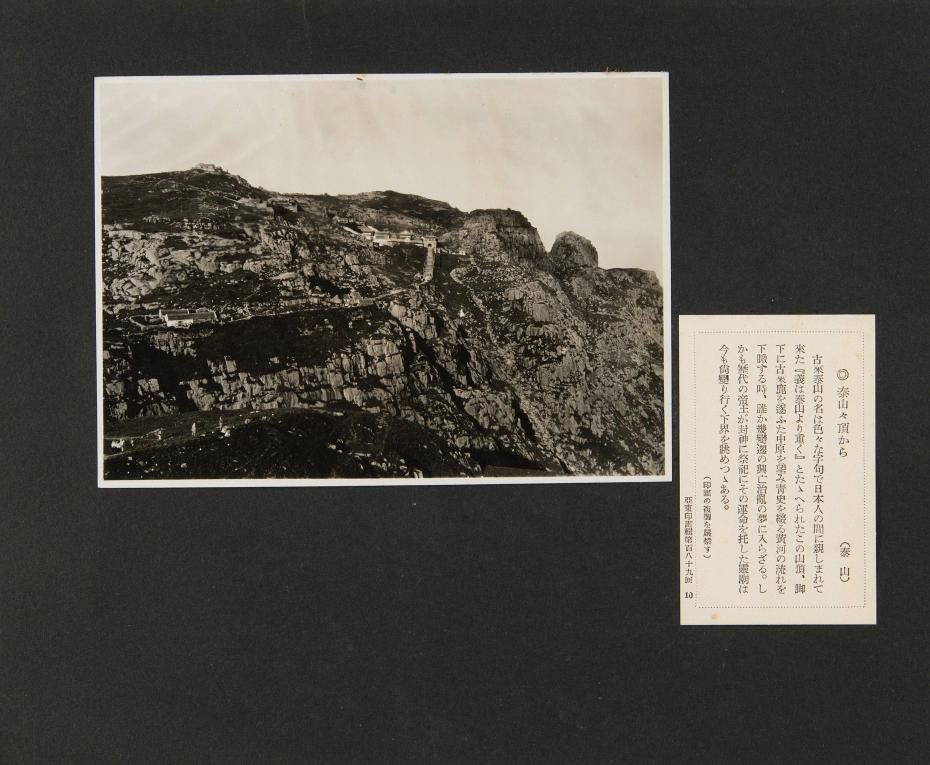 ◎ 泰山々頂から
（泰 山）
古来泰山の名は色々な字句で日本人の間に親しまれて
來た『義は泰山より重く』とたゝへられたこの山頂、脚
下に古来鹿を逐ふた中原を望み青史を綴る黄河の流れを
下瞰する時、誰か幾變遷の興亡治亂の夢に入らざる。し
かも歴代の帝王が封神に祭祀にその運命を托した靈廟は
今も尙變り行く下界を眺めつゝある。
（印畫の複製を嚴禁す）
亞東印畫輯第百八十九回 10